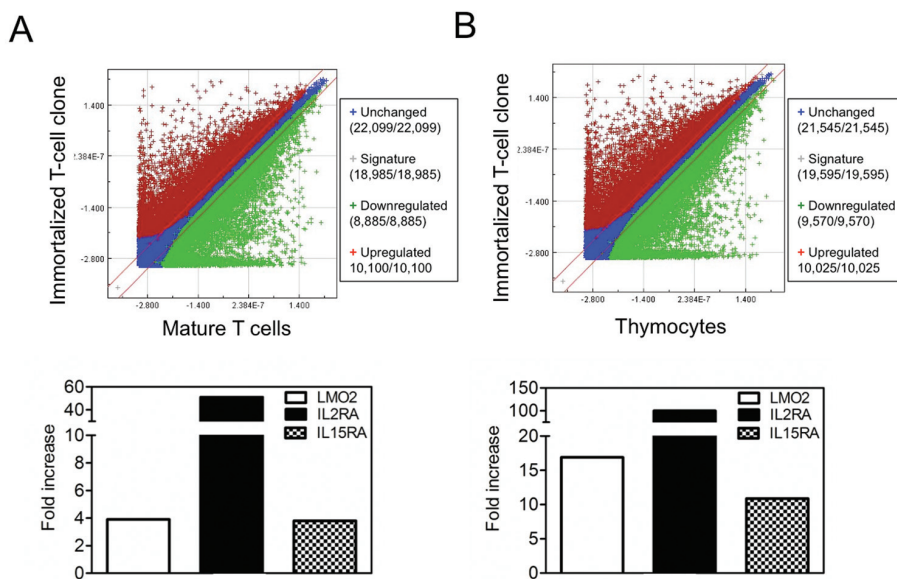 A
Immortalized T-cell clone
1.400
2.384E-7
-1.400
-2.800
-2.800
-1.400
2.384E-7
1.400
Mature T cells
Unchanged
(22,099/22,099)
Signature
(18,985/18,985)
Downregulated
(8,885/8,885)
Upregulated
10,100/10,100
B
Immortalized T-cell clone
1.400
2.384E-7
-1.400
-2.800
-2.800
-1.400
2.384E-7
1.400
Thymocytes
Unchanged
(21,545/21,545)
Signature
(19,595/19,595)
Downregulated
(9,570/9,570)
Upregulated
10,025/10,025
Fold increase
60
40
10
8
6
4
2
0
LMO2
IL2RA
IL15RA
Fold increase
150
100
20
15
10
5
0
LMO2
IL2RA
IL15RA